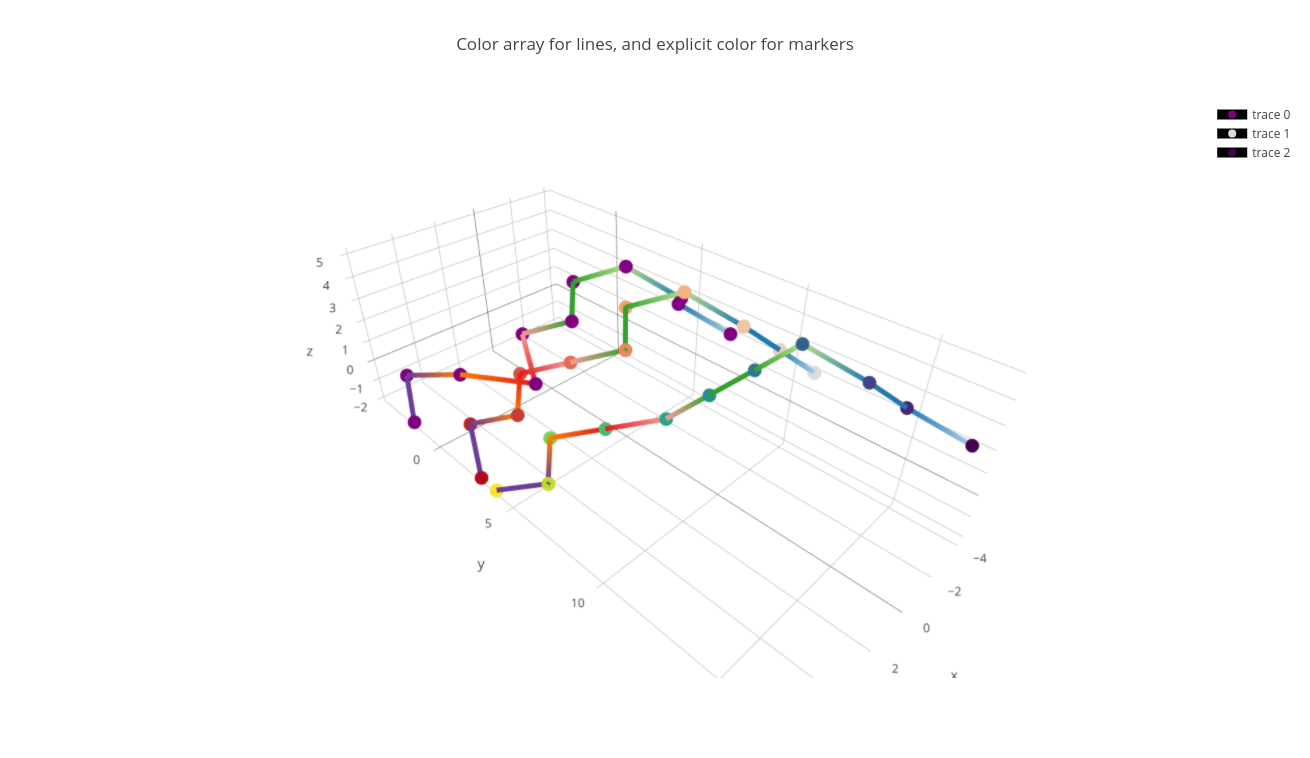 Color array for lines, and explicit color for markers
trace 0
trace 1
trace 2
5
4
3
2
1
0
−1
−2
z
0
5
10
y
−4
−2
0
2
x